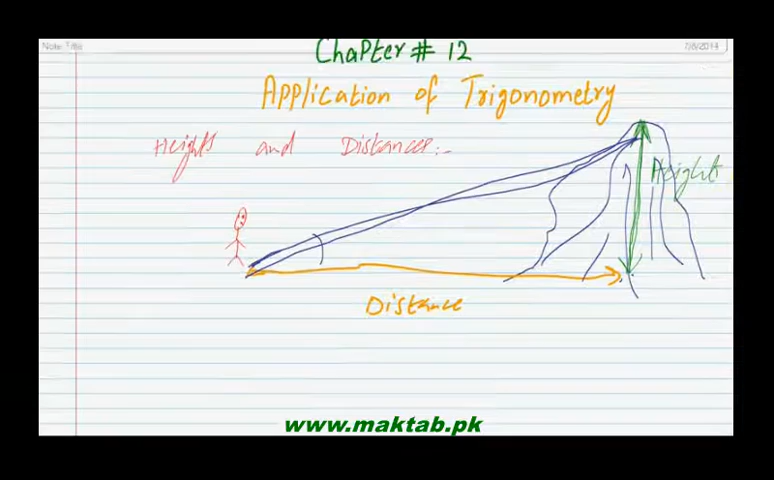 Note Title
7/8/2014
Chapter # 12
Application of Trigonometry
Heights and Distances:-
Height
Distance
www.maktab.pk